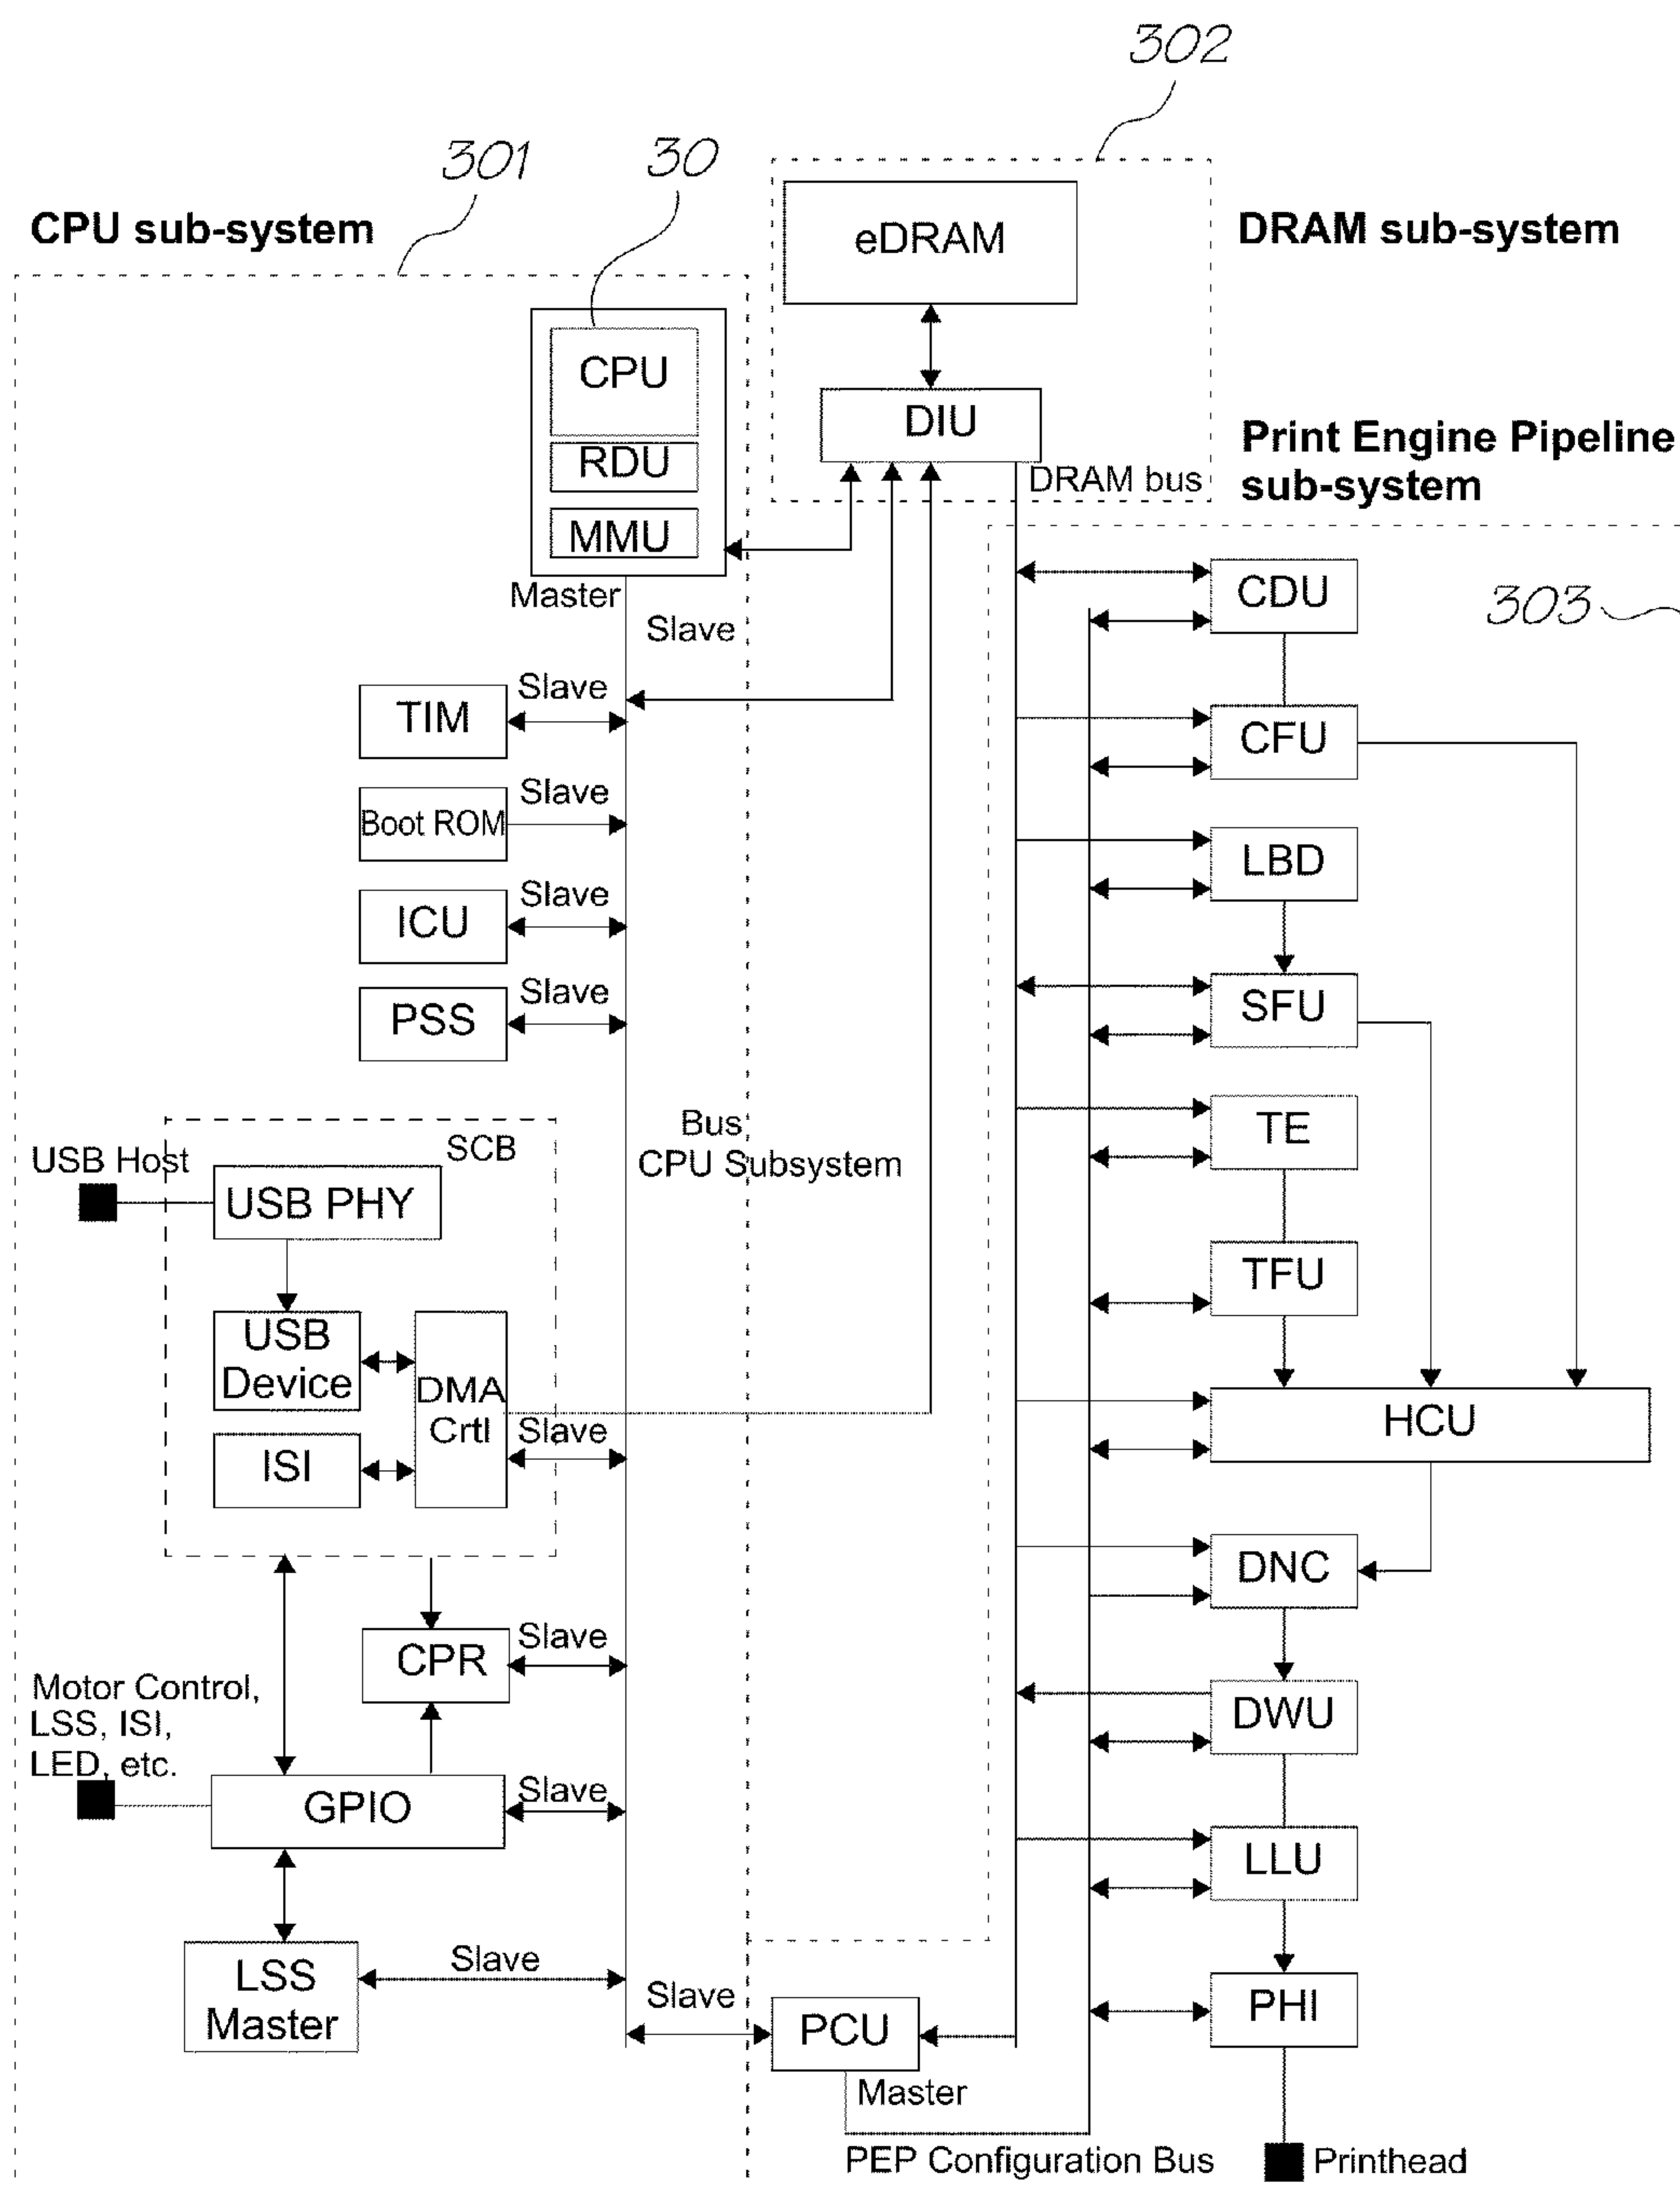 302
301
30
CPU sub-system
eDRAM
DRAM sub-system
CPU
DIU
RDU
Print Engine Pipeline
sub-system
DRAM bus
MMU
Master
CDU
303
Slave
Slave
TIM
CFU
Slave
Boot ROM
LBD
Slave
ICU
Slave
PSS
SFU
Bus
CPU Subsystem
TE
SCB
USB Host
USB PHY
TFU
USB
Device
DMA
Crtl
Slave
HCU
ISI
DNC
Slave
CPR
Motor Control,
LSS, ISI,
LED, etc.
DWU
Slave
GPIO
LLU
Slave
LSS
Master
Slave
PCU
PHI
Master
PEP Configuration Bus
Printhead